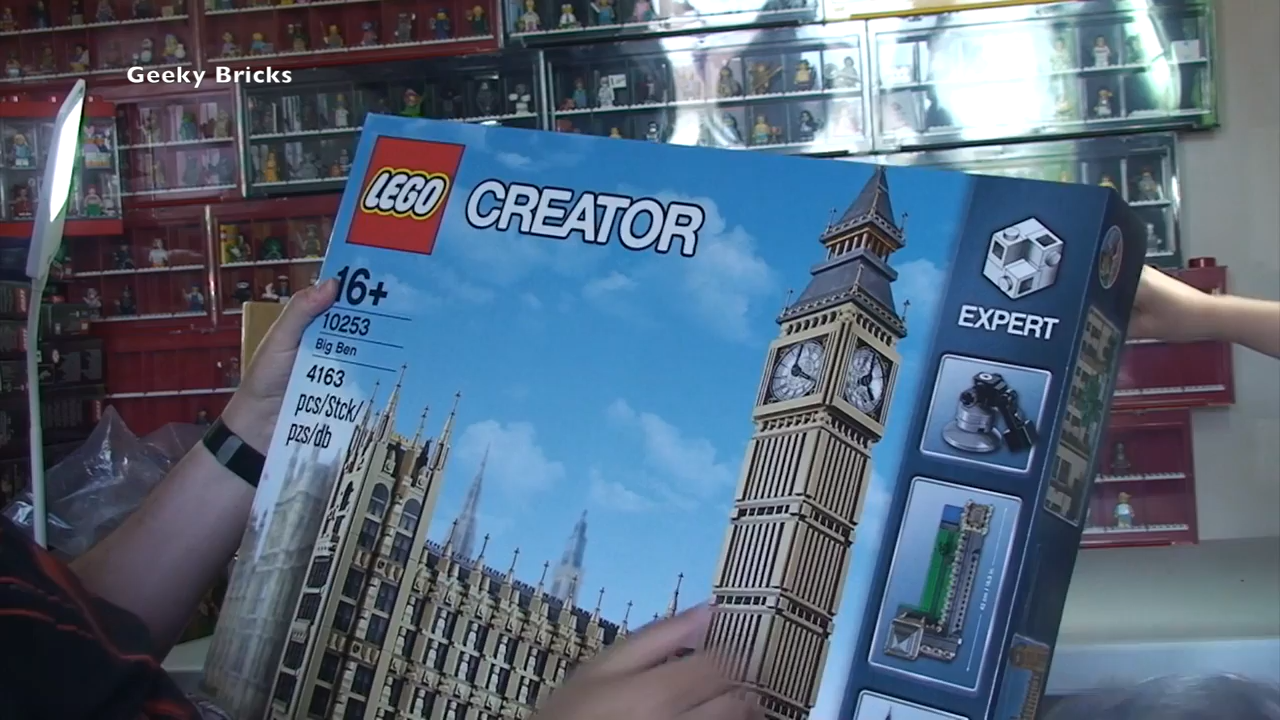 Geeky Bricks
LEGO
CREATOR
16+
10253
Big Ben
4163
pcs/Stck/
pzs/db
EXPERT